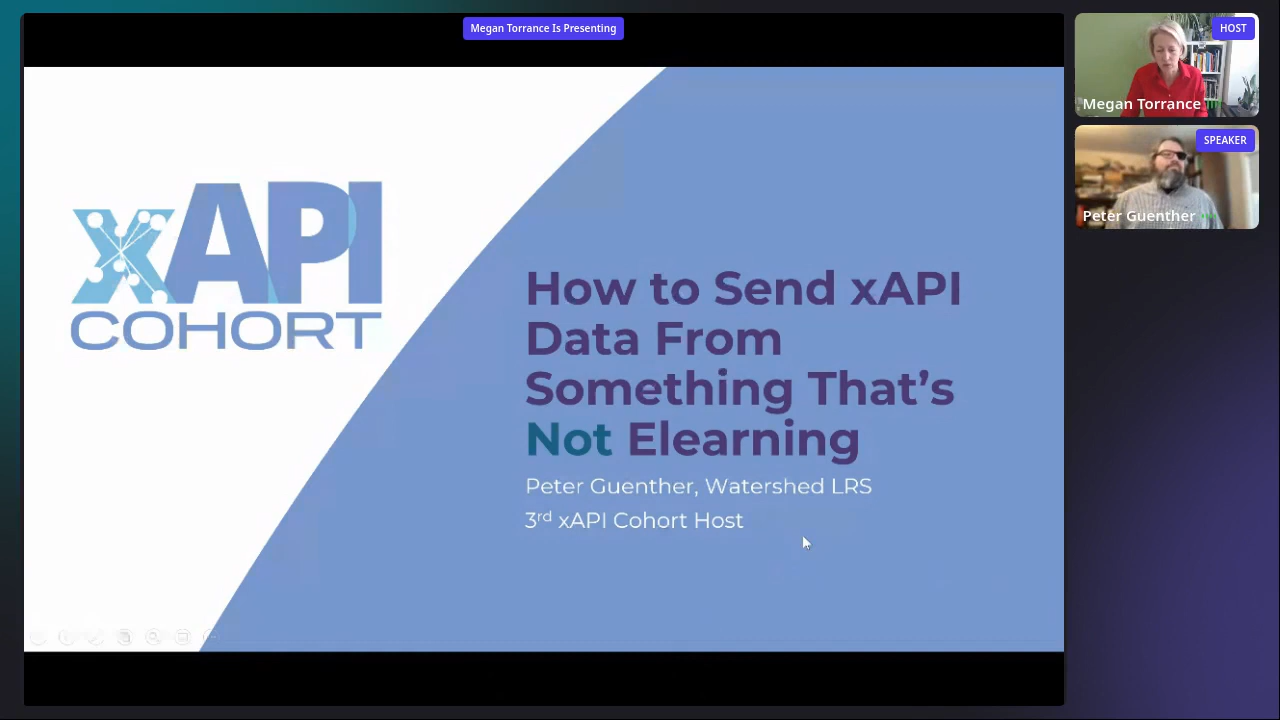 Megan Torrance Is Presenting
HOST
Megan Torrance
SPEAKER
Peter Guenther
xAPI
COHORT
How to Send xAPI
Data From
Something That's
Not Elearning
Peter Guenther, Watershed LRS
3rd xAPI Cohort Host